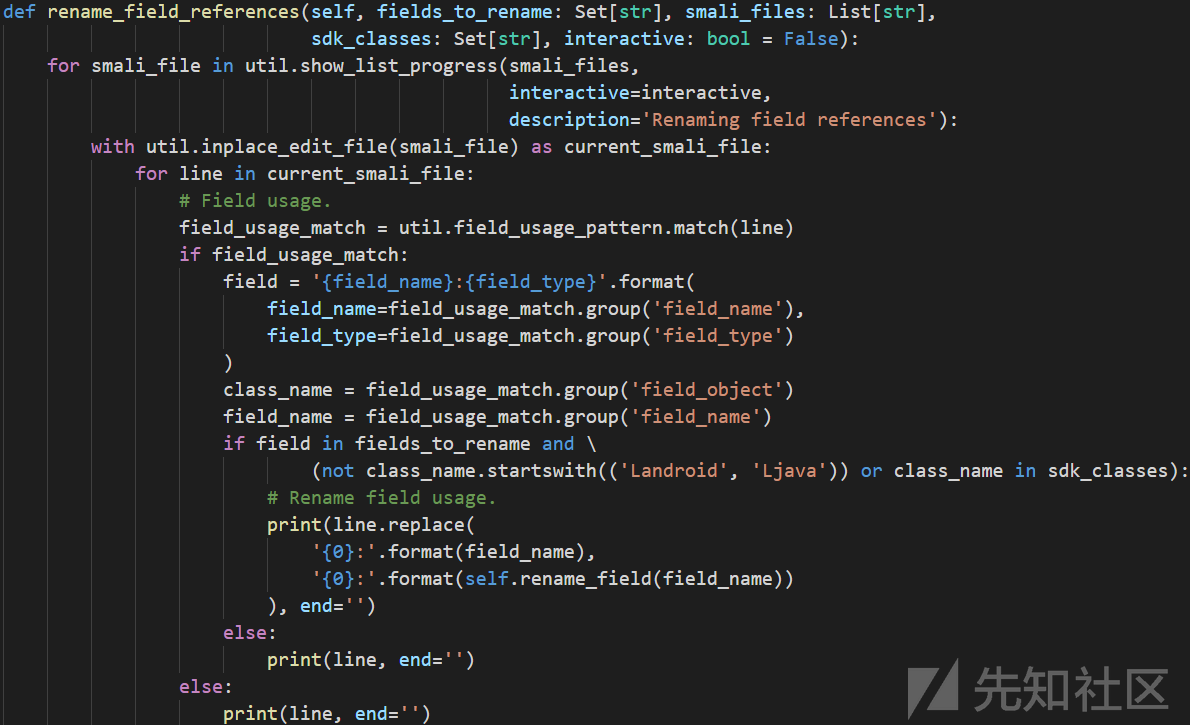 def rename_field_references(self, fields_to_rename: Set[str], smali_files: List[str],
                            sdk_classes: Set[str], interactive: bool = False):
    for smali_file in util.show_list_progress(smali_files,
                                              interactive=interactive,
                                              description='Renaming field references'):
        with util.inplace_edit_file(smali_file) as current_smali_file:
            for line in current_smali_file:
                # Field usage.
                field_usage_match = util.field_usage_pattern.match(line)
                if field_usage_match:
                    field = '{field_name}:{field_type}'.format(
                        field_name=field_usage_match.group('field_name'),
                        field_type=field_usage_match.group('field_type')
                    )
                    class_name = field_usage_match.group('field_object')
                    field_name = field_usage_match.group('field_name')
                    if field in fields_to_rename and \
                            (not class_name.startswith(('Landroid', 'Ljava')) or class_name in sdk_classes):
                        # Rename field usage.
                        print(line.replace(
                            '{0}:'.format(field_name),
                            '{0}:'.format(self.rename_field(field_name))
                        ), end='')
                    else:
                        print(line, end='')
                else:
                    print(line, end='')
先知社区